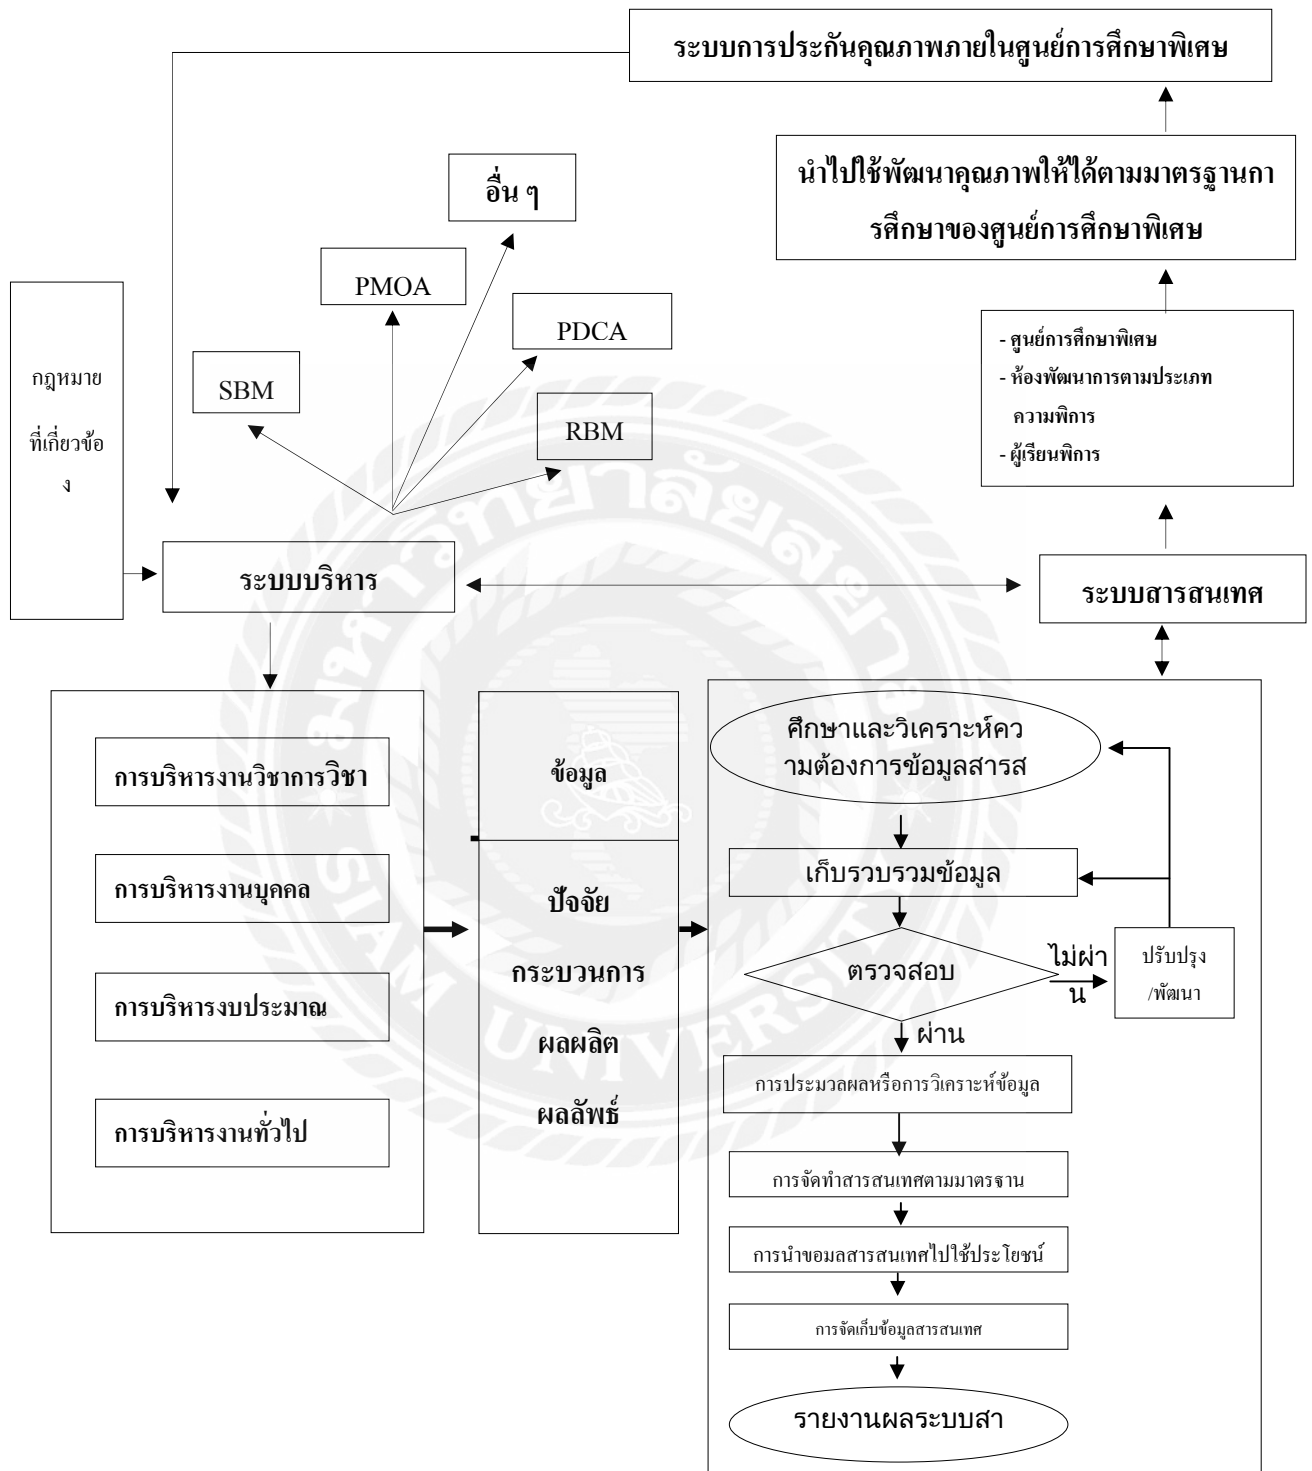 ระบบการประกันคุณภาพภายในศูนย์การศึกษาพิเศษ
นำไปใช้พัฒนาคุณภาพให้ได้ตามมาตรฐานกา
รศึกษาของศูนย์การศึกษาพิเศษ
อื่น ๆ
PMOA
PDCA
SBM
RBM
กฎหมาย
ที่เกี่ยวข้อ
ง
- ศูนย์การศึกษาพิเศษ
- ห้องพัฒนาการตามประเภท
ความพิการ
- ผู้เรียนพิการ
ระบบบริหาร
ระบบสารสนเทศ
การบริหารงานวิชาการวิชา
การบริหารงานบุคคล
การบริหารงบประมาณ
การบริหารงานทั่วไป
ข้อมูล
ปัจจัย
กระบวนการ
ผลผลิต
ผลลัพธ์
ศึกษาและวิเคราะห์คว
ามต้องการข้อมูลสารส
เก็บรวบรวมข้อมูล
ตรวจสอบ
ไม่ผ่า
น
ปรับปรุง
/พัฒนา
ผ่าน
การประมวลผลหรือการวิเคราะห์ข้อมูล
การจัดทำสารสนเทศตามมาตรฐาน
การนำขอมลสารสนเทศไปใช้ประโยชน์
การจัดเก็บข้อมูลสารสนเทศ
รายงานผลระบบสา
มหาวิทยาลัยสยาม
SIAM UNIVERSITY